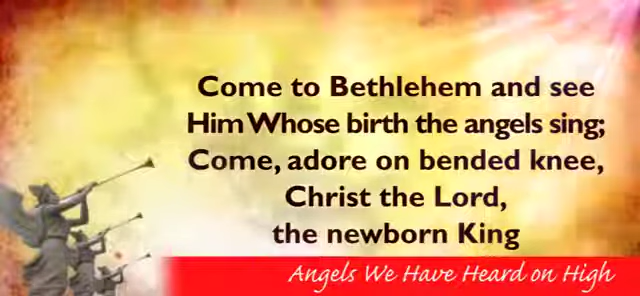 Come to Bethlehem and see
Him Whose birth the angels sing;
Come, adore on bended knee,
Christ the Lord,
the newborn King
Angels We Have Heard on High